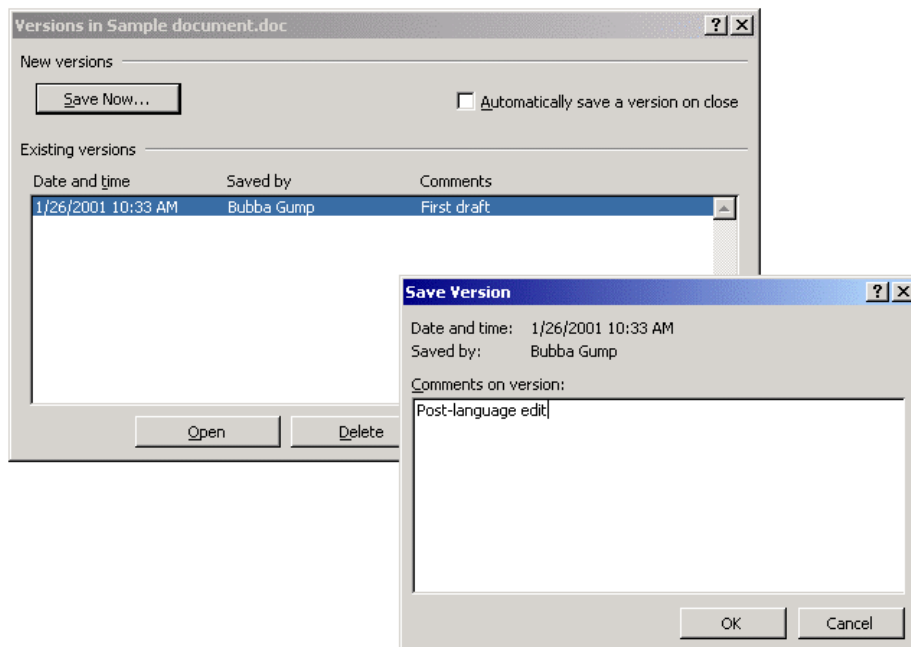 Versions in Sample document.doc
New versions
Save Now...
Automatically save a version on close
Existing versions
Date and time Saved by Comments
1/26/2001 10:33 AM Bubba Gump First draft
Open Delete
Save Version
Date and time: 1/26/2001 10:33 AM
Saved by: Bubba Gump
Comments on version:
Post-language edit
OK Cancel